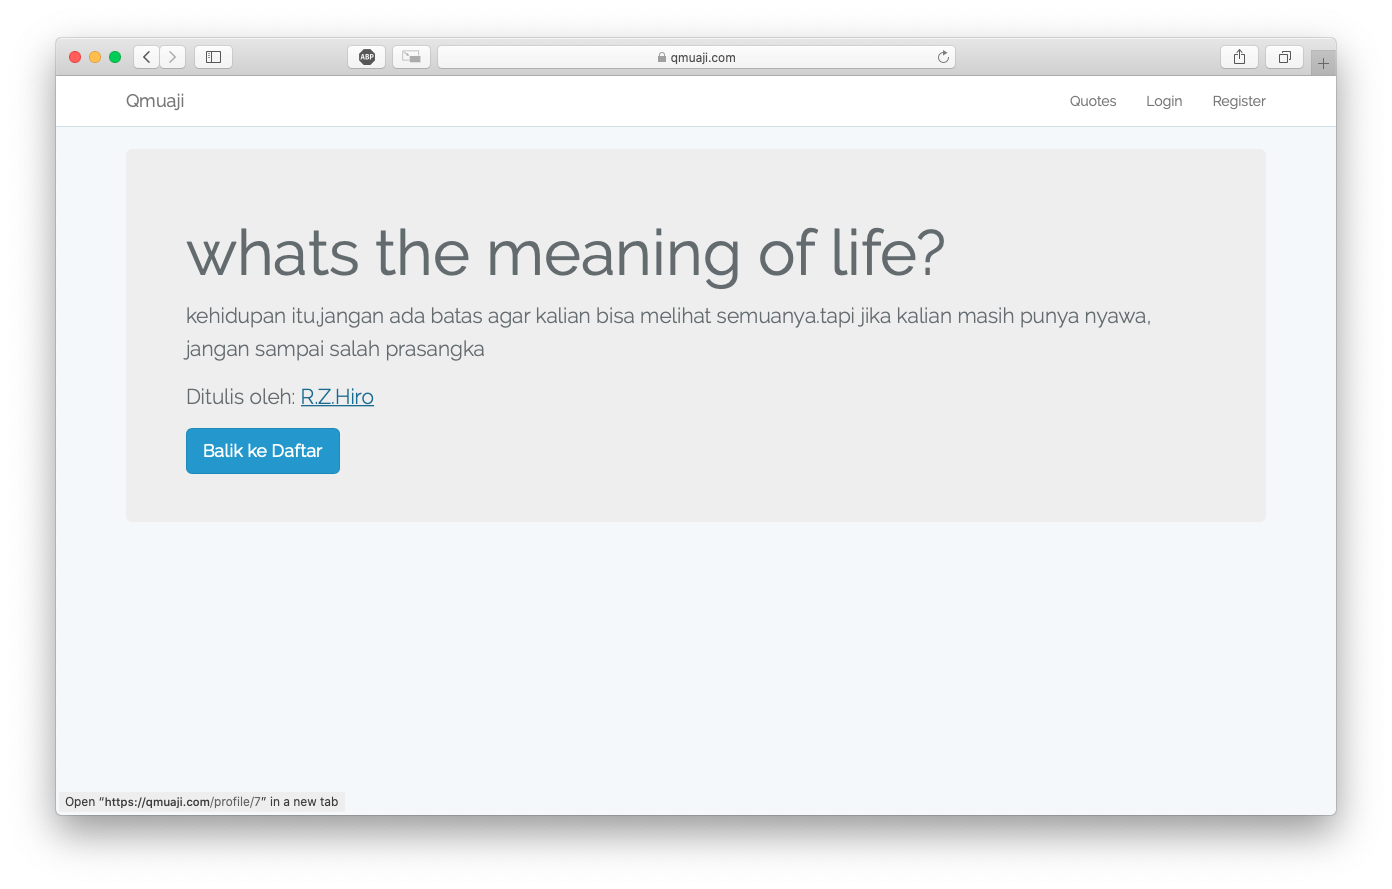 ABP
qmuaji.com
Qmuaji
Quotes Login Register
whats the meaning of life?
kehidupan itu,jangan ada batas agar kalian bisa melihat semuanya.tapi jika kalian masih punya nyawa,
jangan sampai salah prasangka
Ditulis oleh: R.Z.Hiro
Balik ke Daftar
Open “https://qmuaji.com/profile/7” in a new tab